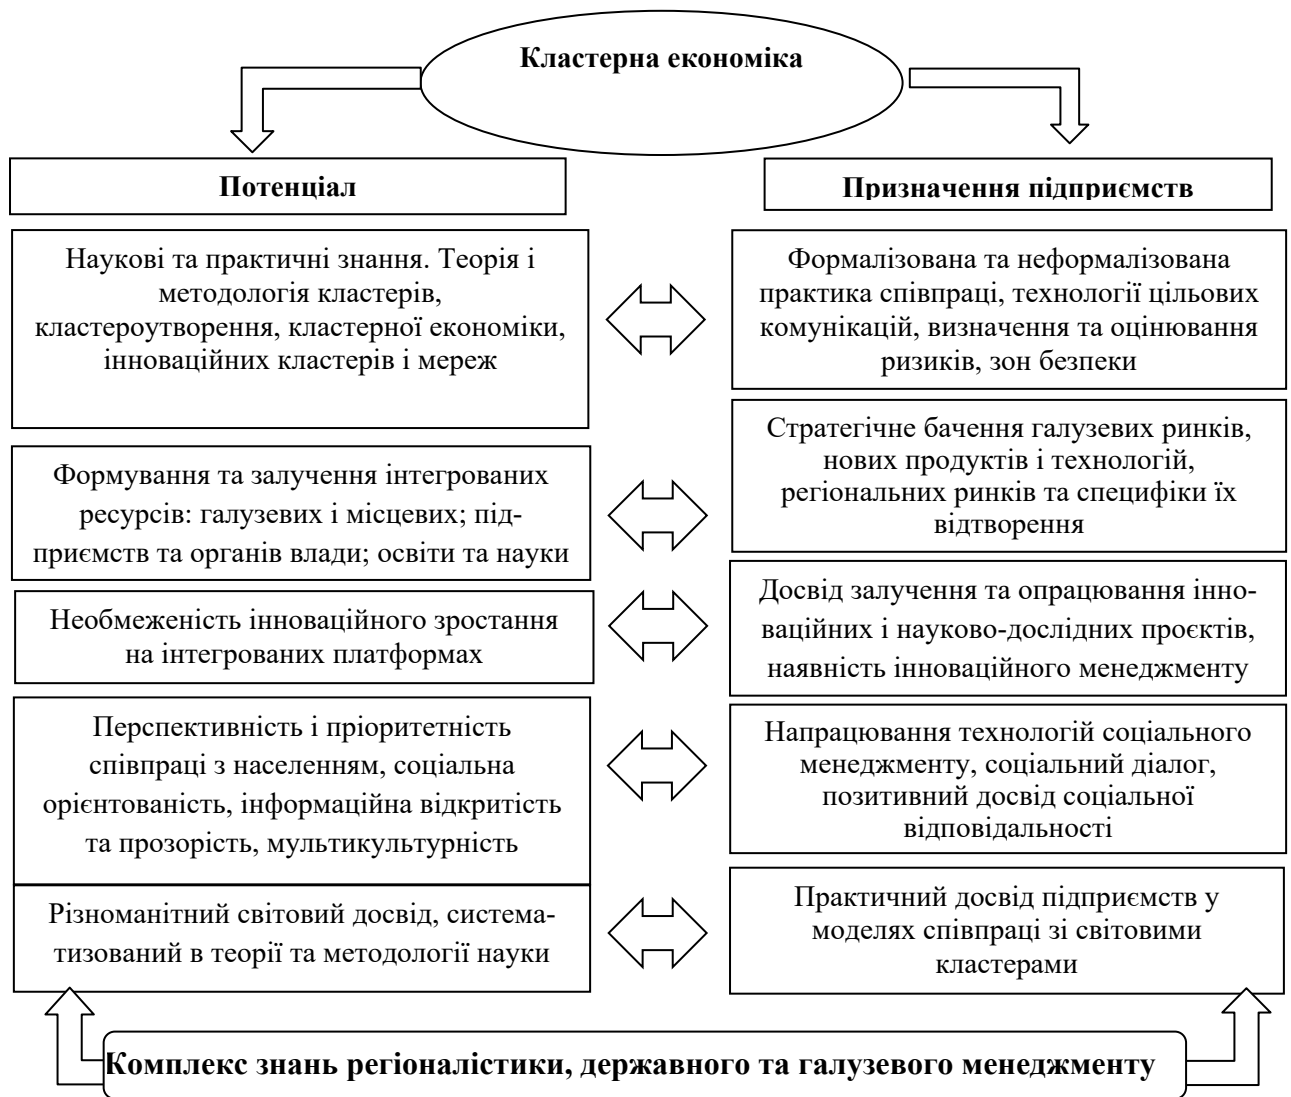 Кластерна економіка
Потенціал
Призначення підприємств
Наукові та практичні знання. Теорія і
методологія кластерів,
кластероутворення, кластерної економіки,
інноваційних кластерів і мереж
Формалізована та неформалізована
практика співпраці, технології цільових
комунікацій, визначення та оцінювання
ризиків, зон безпеки
Формування та залучення інтегрованих
ресурсів: галузевих і місцевих; під-
приємств та органів влади; освіти та науки
Стратегічне бачення галузевих ринків,
нових продуктів і технологій,
регіональних ринків та специфіки їх
відтворення
Необмеженість інноваційного зростання
на інтегрованих платформах
Досвід залучення та опрацювання інно-
ваційних і науково-дослідних проєктів,
наявність інноваційного менеджменту
Перспективність і пріоритетність
співпраці з населенням, соціальна
орієнтованість, інформаційна відкритість
та прозорість, мультикультурність
Напрацювання технологій соціального
менеджменту, соціальний діалог,
позитивний досвід соціальної
відповідальності
Різноманітний світовий досвід, система-
тизований в теорії та методології науки
Практичний досвід підприємств у
моделях співпраці зі світовими
кластерами
Комплекс знань регіоналістики, державного та галузевого менеджменту